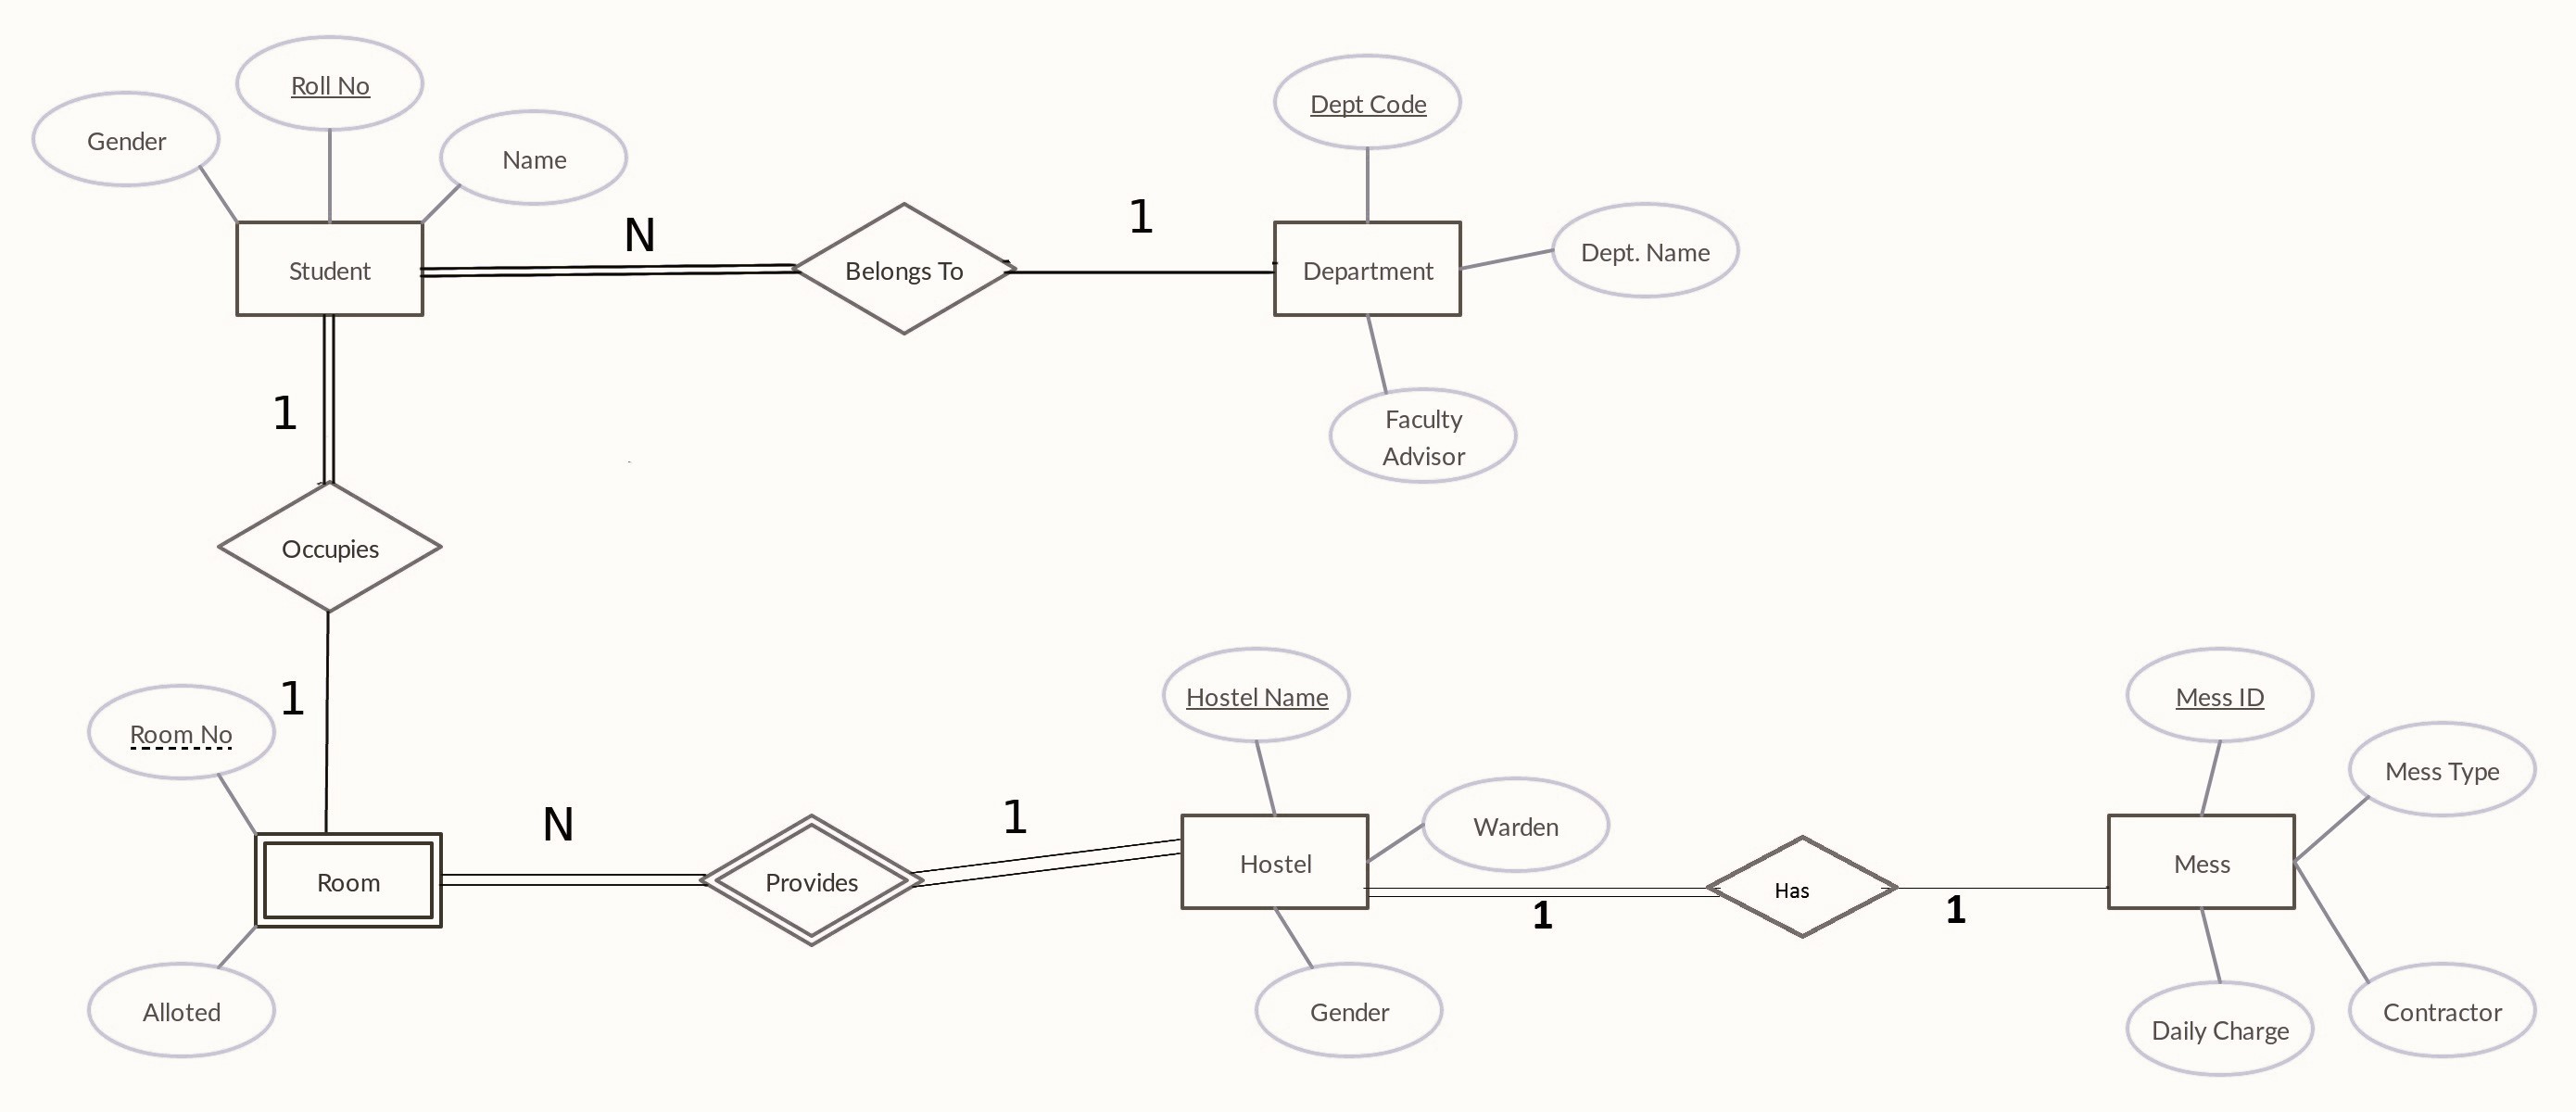 Roll No
Gender
Name
Dept Code
N
1
Student
Belongs To
Department
Dept. Name
1
Faculty
Advisor
Occupies
1
Room No
Hostel Name
Mess ID
Mess Type
N
1
Warden
Room
Provides
Hostel
1
Has
1
Mess
Alloted
Gender
Daily Charge
Contractor